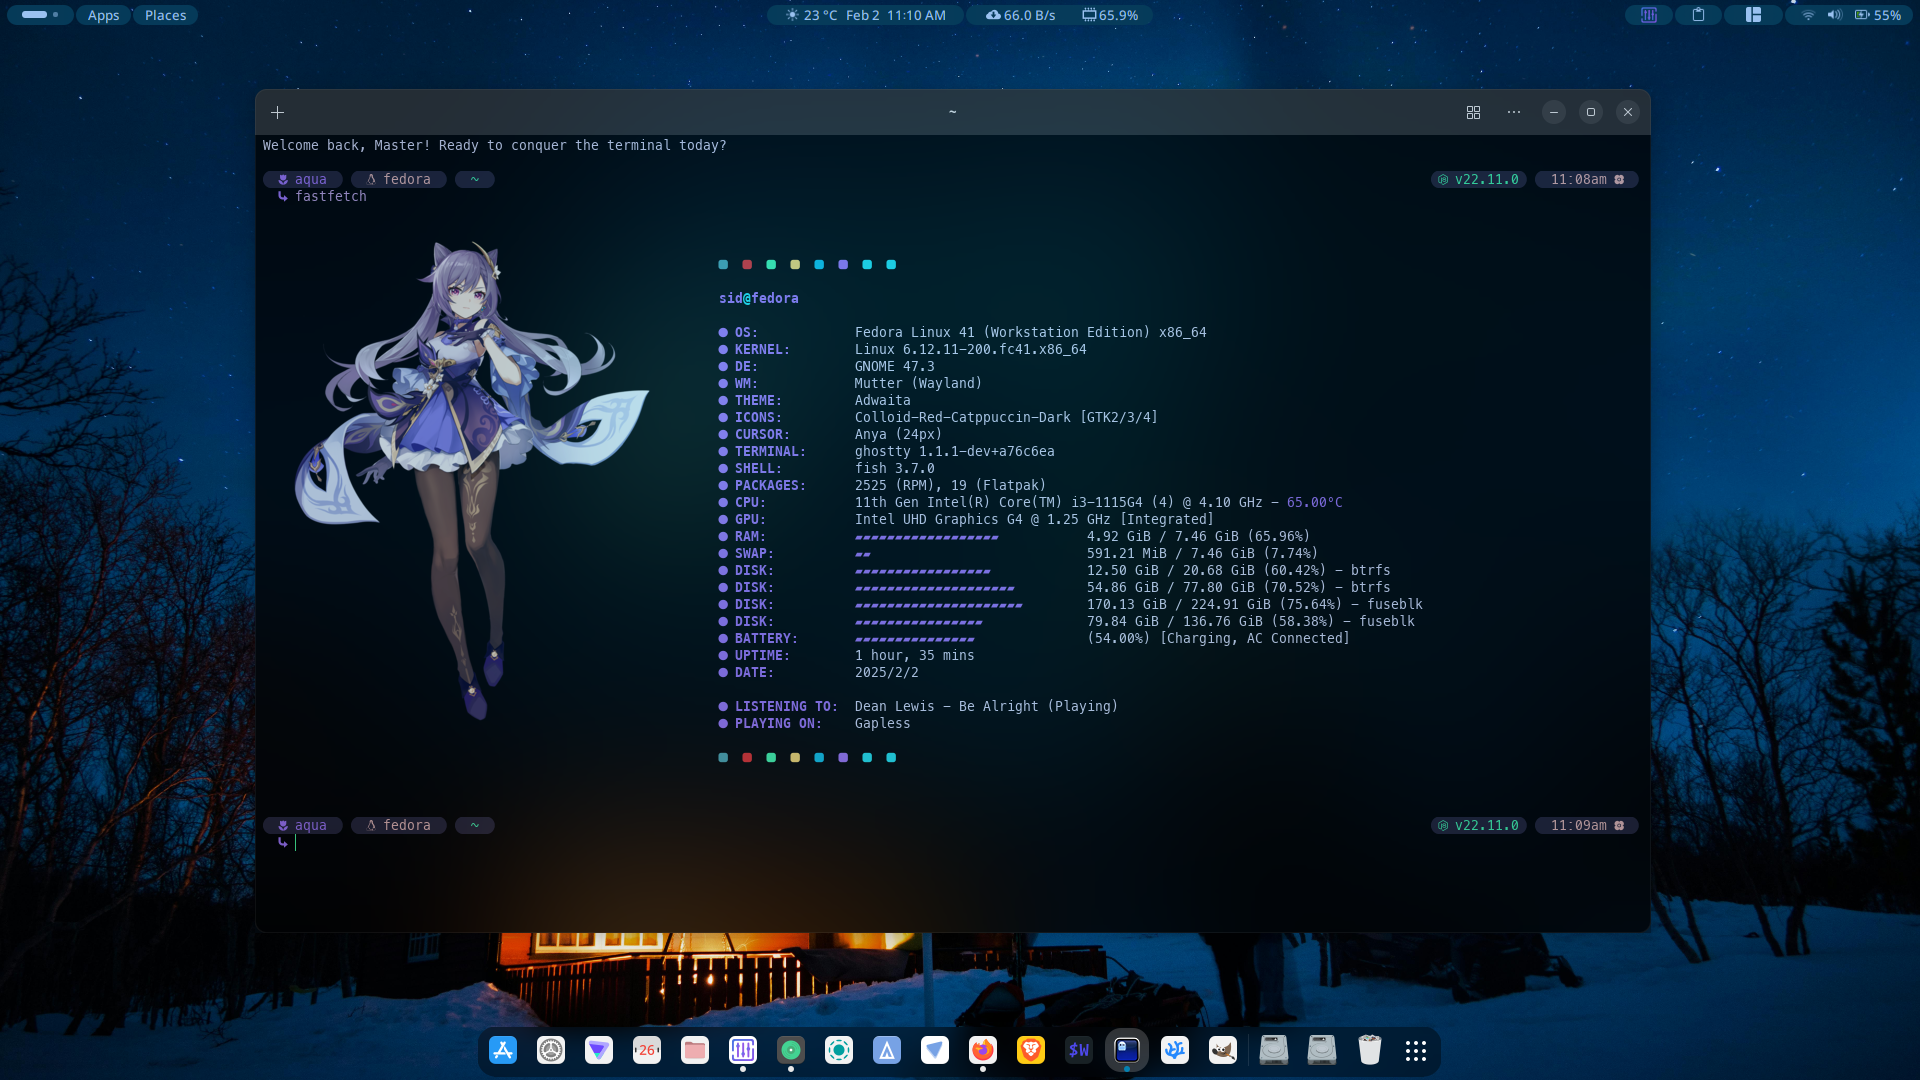 Apps Places 23 °C Feb 2 11:10 AM 66.0 B/s 65.9% 55%
~
Welcome back, Master! Ready to conquer the terminal today?
aqua fedora ~ v22.11.0 11:08am
fastfetch
sid@fedora
OS: Fedora Linux 41 (Workstation Edition) x86_64
KERNEL: Linux 6.12.11-200.fc41.x86_64
DE: GNOME 47.3
WM: Mutter (Wayland)
THEME: Adwaita
ICONS: Colloid-Red-Catppuccin-Dark [GTK2/3/4]
CURSOR: Anya (24px)
TERMINAL: ghostty 1.1.1-dev+a76c6ea
SHELL: fish 3.7.0
PACKAGES: 2525 (RPM), 19 (Flatpak)
CPU: 11th Gen Intel(R) Core(TM) i3-1115G4 (4) @ 4.10 GHz - 65.00°C
GPU: Intel UHD Graphics G4 @ 1.25 GHz [Integrated]
RAM: 4.92 GiB / 7.46 GiB (65.96%)
SWAP: 591.21 MiB / 7.46 GiB (7.74%)
DISK: 12.50 GiB / 20.68 GiB (60.42%) - btrfs
DISK: 54.86 GiB / 77.80 GiB (70.52%) - btrfs
DISK: 170.13 GiB / 224.91 GiB (75.64%) - fuseblk
DISK: 79.84 GiB / 136.76 GiB (58.38%) - fuseblk
BATTERY: (54.00%) [Charging, AC Connected]
UPTIME: 1 hour, 35 mins
DATE: 2025/2/2
LISTENING TO: Dean Lewis - Be Alright (Playing)
PLAYING ON: Gapless
aqua fedora ~ v22.11.0 11:09am
26 $W